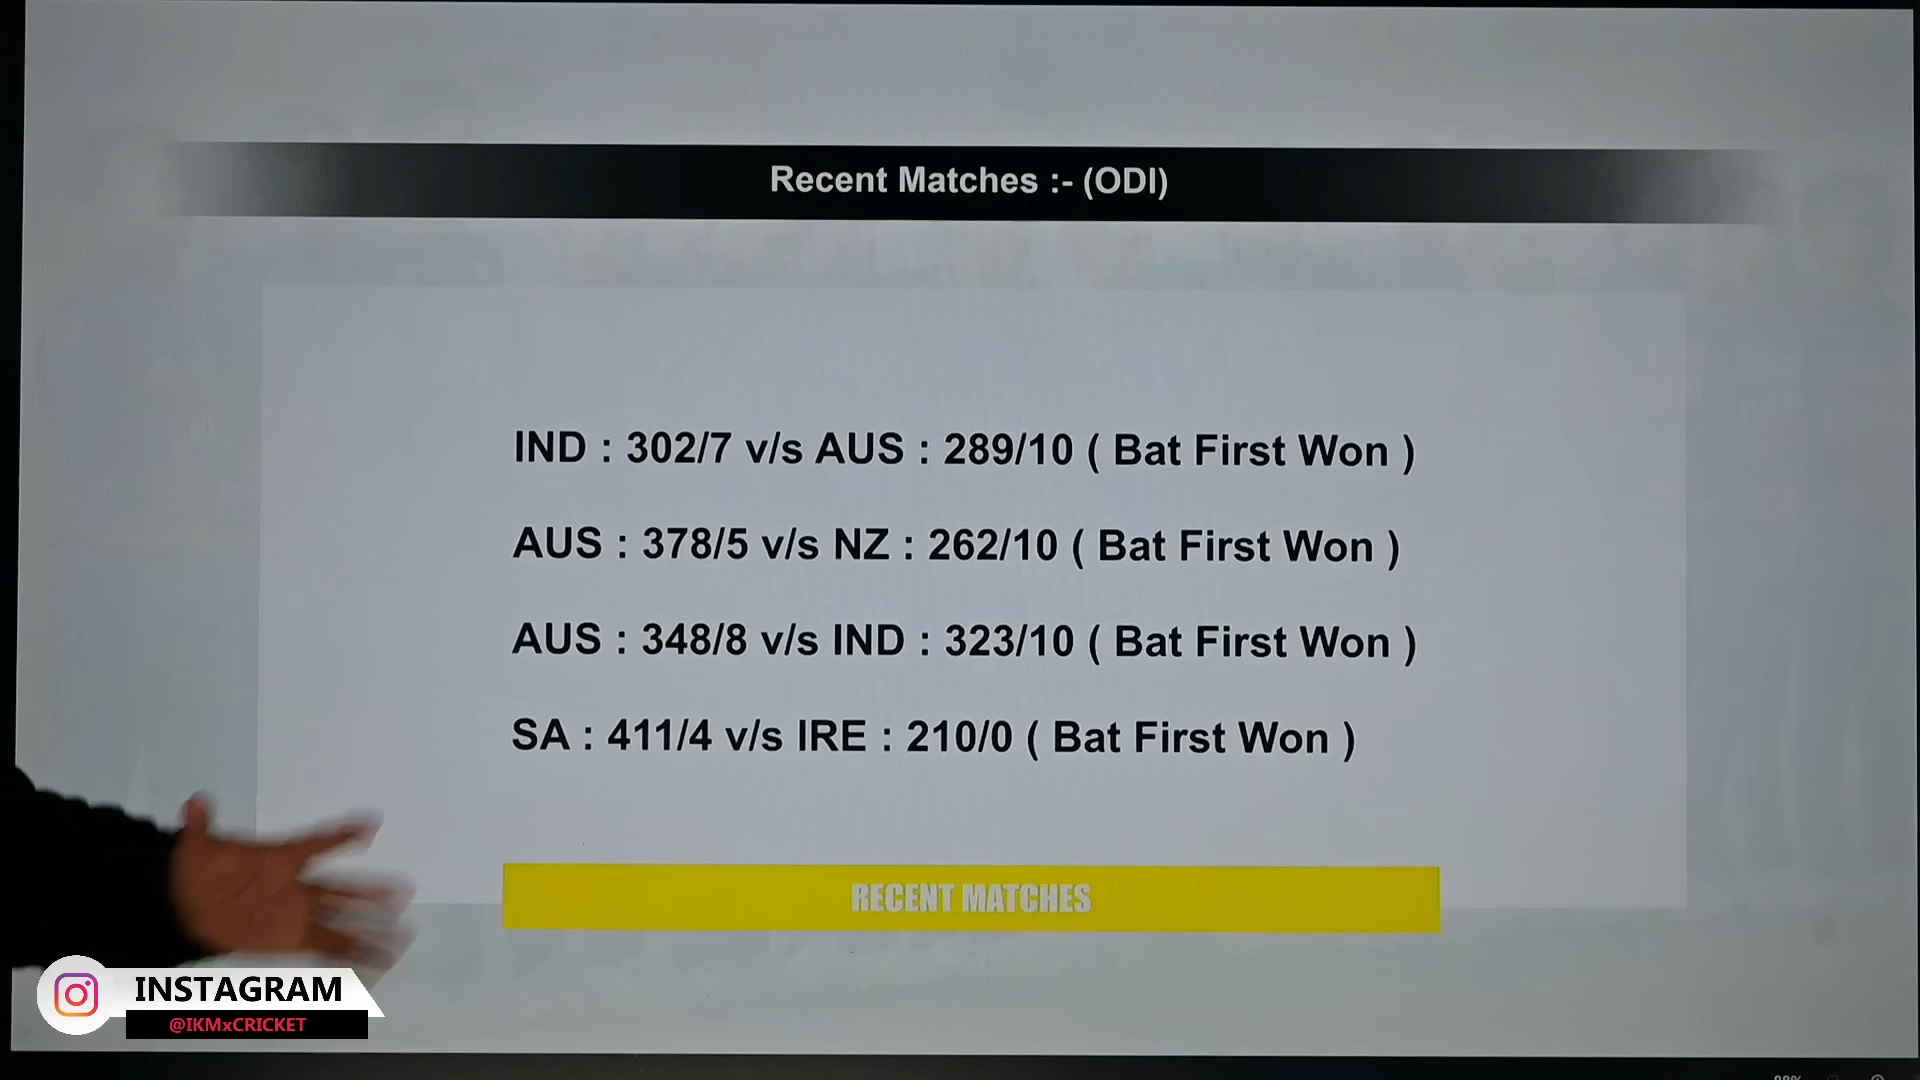 Recent Matches :- (ODI)
IND : 302/7 v/s AUS : 289/10 ( Bat First Won )
AUS : 378/5 v/s NZ : 262/10 ( Bat First Won )
AUS : 348/8 v/s IND : 323/10 ( Bat First Won )
SA : 411/4 v/s IRE : 210/0 ( Bat First Won )
RECENT MATCHES
INSTAGRAM
@IKMxCRICKET